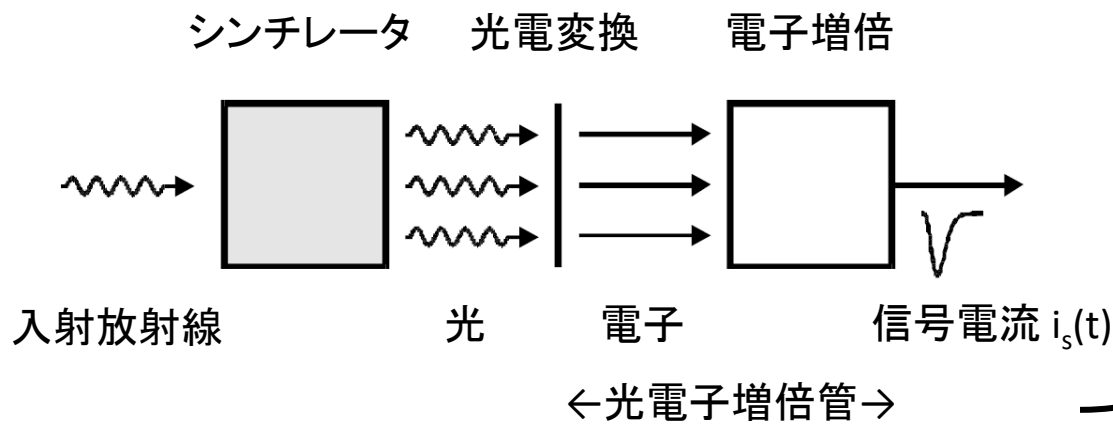 シンチレータ 光電変換 電子増倍
入射放射線 光 電子 信号電流 iₛ(t)
←光電子増倍管→